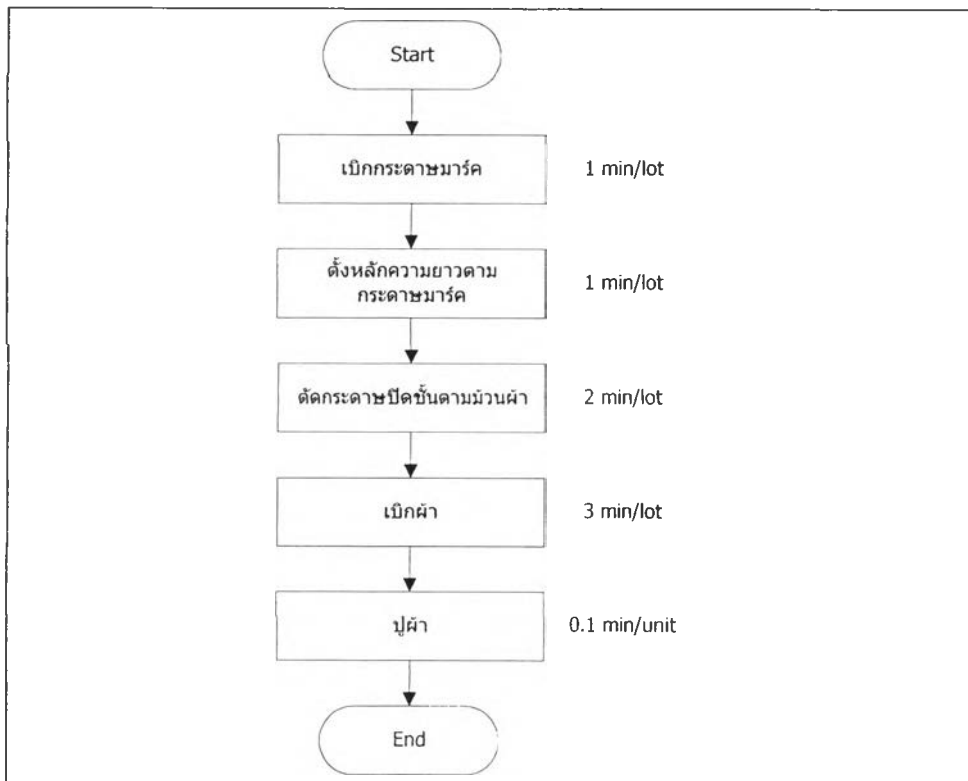 Start
เบิกกระดาษมาร์ค
1 min/lot
ตั้งหลักความยาวตาม
กระดาษมาร์ค
1 min/lot
ตัดกระดาษปิดชั้นตามม้วนผ้า
2 min/lot
เบิกผ้า
3 min/lot
ปูผ้า
0.1 min/unit
End